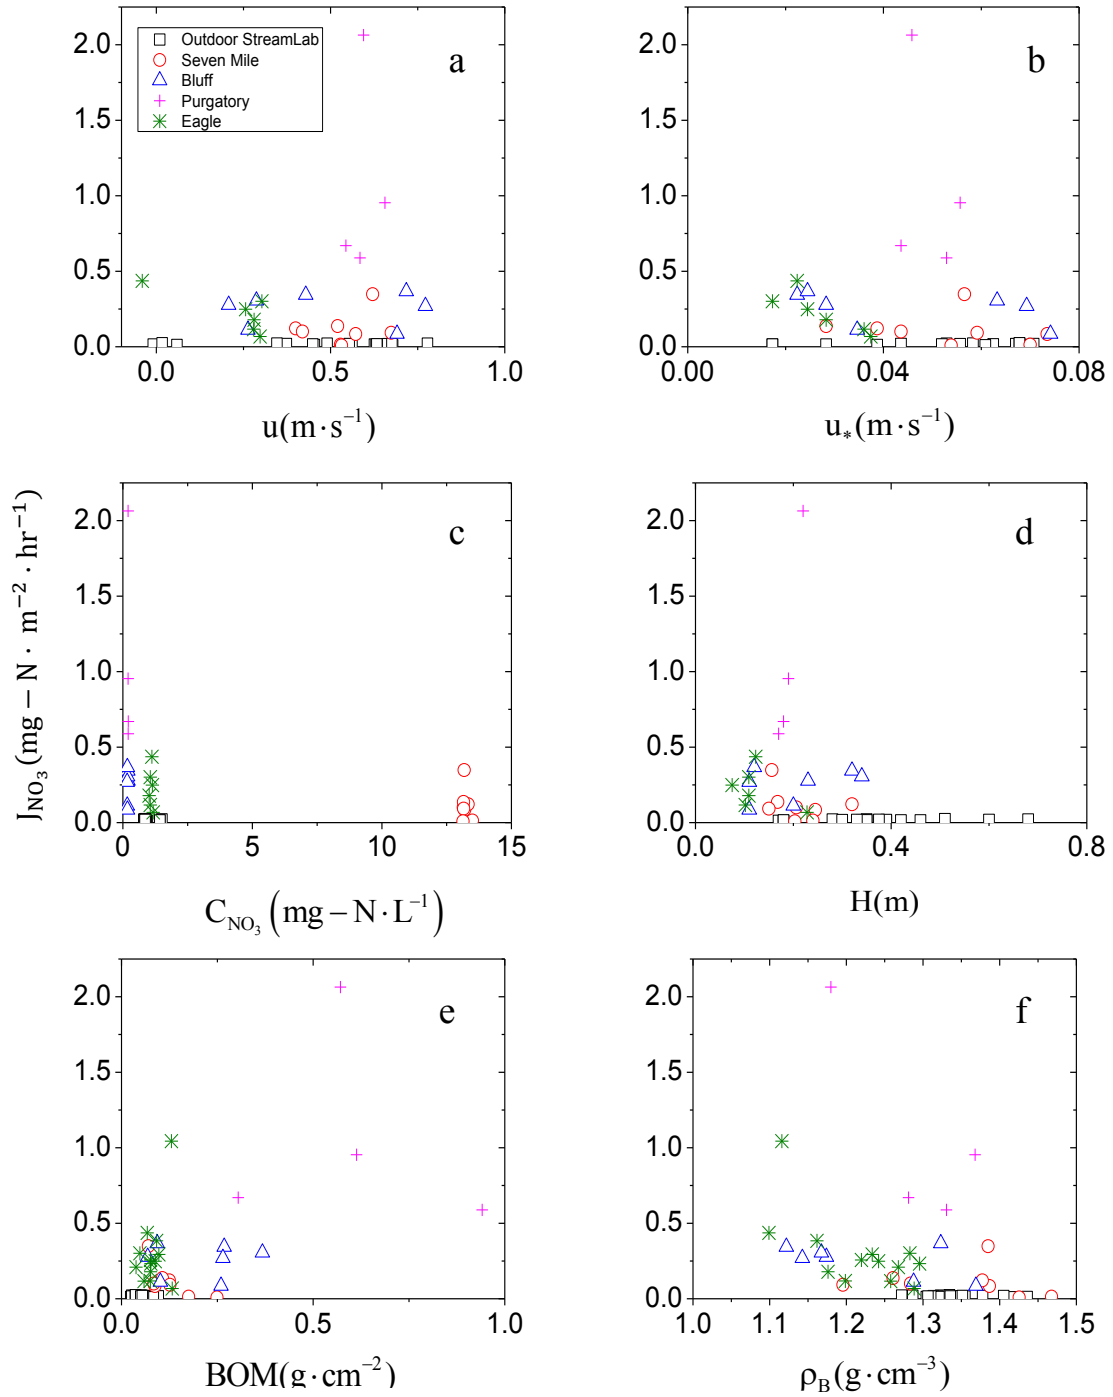 2.0
1.5
1.0
0.5
0.0
0.0
0.5
1.0
Outdoor StreamLab
Seven Mile
Bluff
Purgatory
Eagle
a
u(m·s⁻¹)
2.0
1.5
1.0
0.5
0.0
0.00
0.04
0.08
b
u*(m·s⁻¹)
J_NO₃(mg−N·m⁻²·hr⁻¹)
2.0
1.5
1.0
0.5
0.0
0
5
10
15
c
C_NO₃(mg−N·L⁻¹)
2.0
1.5
1.0
0.5
0.0
0.0
0.4
0.8
d
H(m)
2.0
1.5
1.0
0.5
0.0
0.0
0.5
1.0
e
BOM(g·cm⁻²)
2.0
1.5
1.0
0.5
0.0
1.0
1.1
1.2
1.3
1.4
1.5
f
ρ_B(g·cm⁻³)